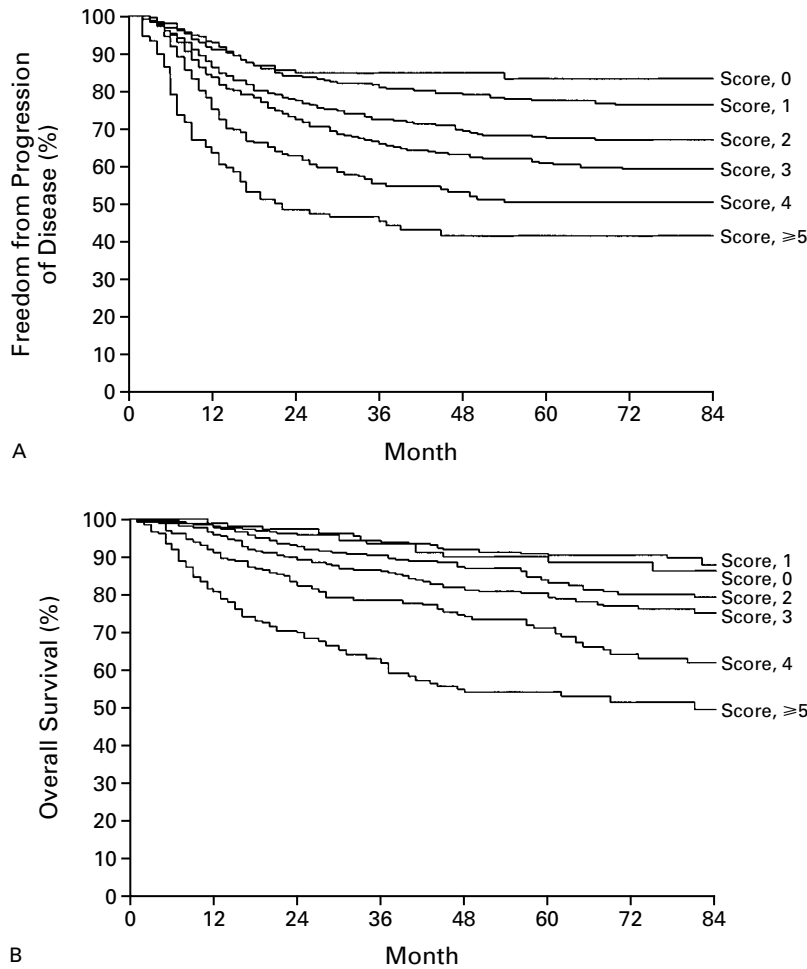 Freedom from Progression
of Disease (%)
100
90
80
70
60
50
40
30
20
10
0
Score, 0
Score, 1
Score, 2
Score, 3
Score, 4
Score, ⩾5
0 12 24 36 48 60 72 84
Month
A
Overall Survival (%)
100
90
80
70
60
50
40
30
20
10
0
Score, 1
Score, 0
Score, 2
Score, 3
Score, 4
Score, ⩾5
0 12 24 36 48 60 72 84
Month
B